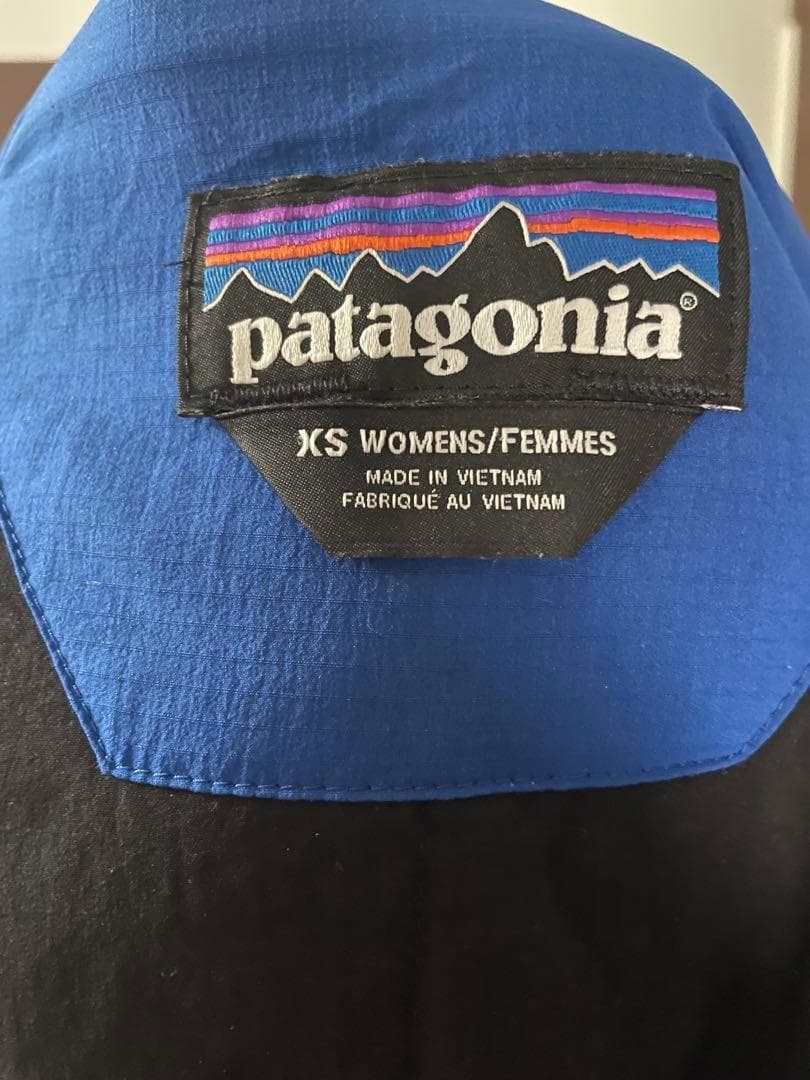 patagonia®
XS WOMENS/FEMMES
MADE IN VIETNAM
FABRIQUÉ AU VIETNAM